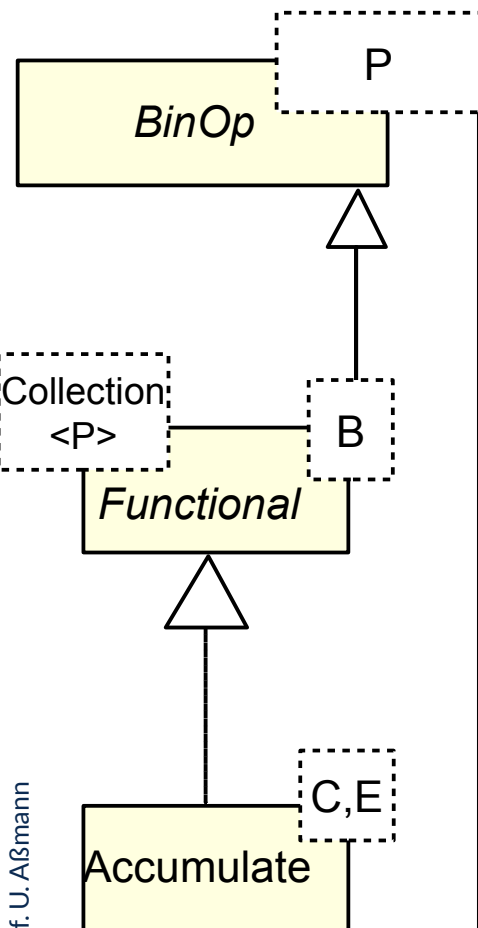 P
BinOp
Collection
<P>
B
Functional
C,E
Accumulate
f. U. Aßmann